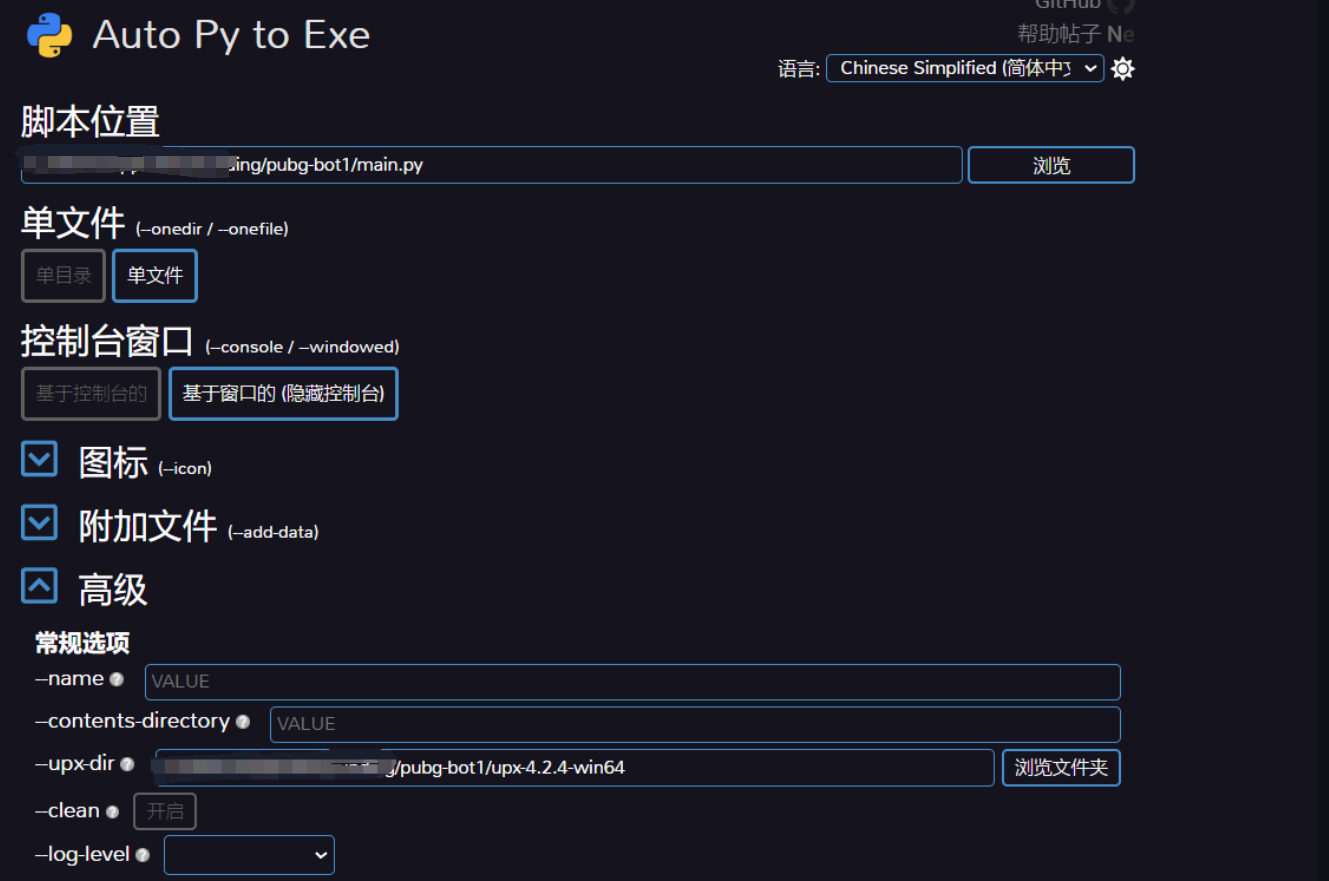 GitHub
Auto Py to Exe
帮助帖子 Ne
语言: Chinese Simplified (简体中文
脚本位置
ding/pubg-bot1/main.py 浏览
单文件 (--onedir / --onefile)
单目录 单文件
控制台窗口 (--console / --windowed)
基于控制台的 基于窗口的 (隐藏控制台)
图标 (--icon)
附加文件 (--add-data)
高级
常规选项
--name ? VALUE
--contents-directory ? VALUE
--upx-dir ? g/pubg-bot1/upx-4.2.4-win64 浏览文件夹
--clean ? 开启
--log-level ?